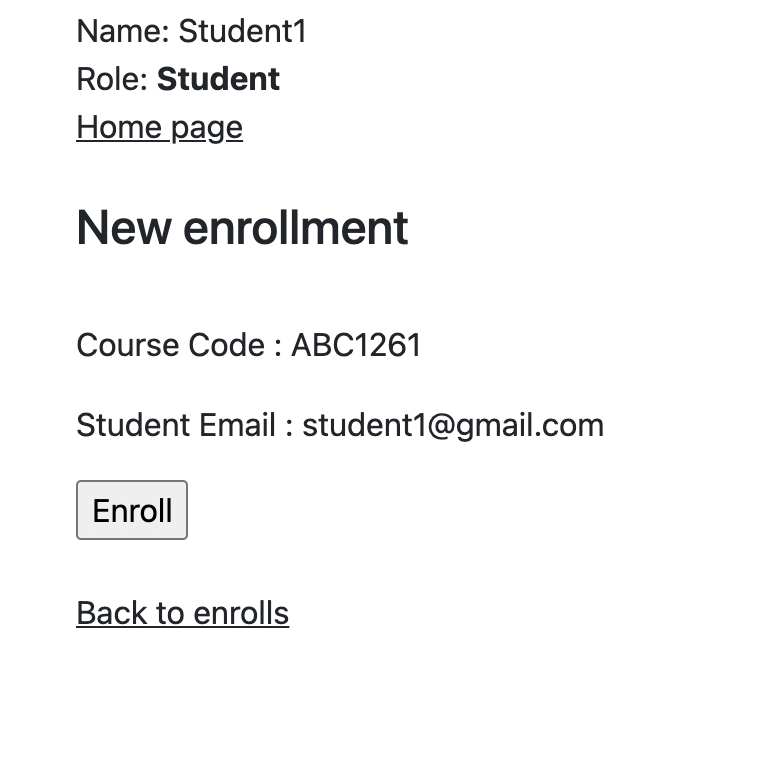 Name: Student1
Role: Student
Home page
New enrollment
Course Code : ABC1261
Student Email : student1@gmail.com
Enroll
Back to enrolls